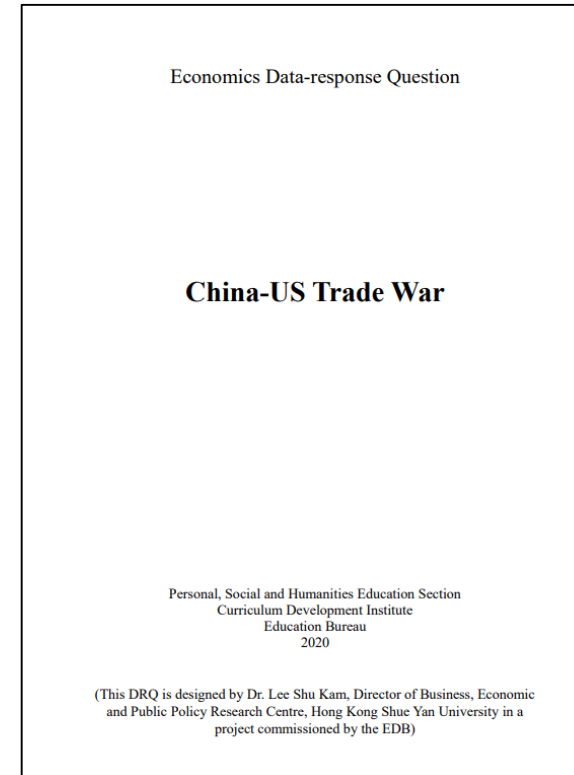 Economics Data-response Question
China-US Trade War
Personal, Social and Humanities Education Section
Curriculum Development Institute
Education Bureau
2020
(This DRQ is designed by Dr. Lee Shu Kam, Director of Business, Economic
and Public Policy Research Centre, Hong Kong Shue Yan University in a
project commissioned by the EDB)